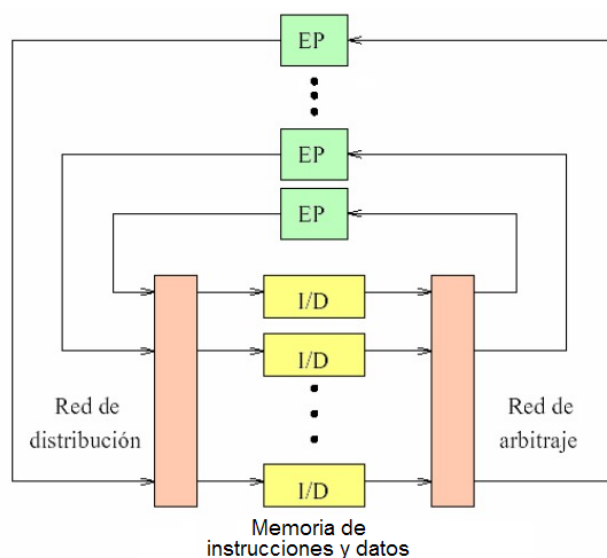 EP
EP
EP
I/D
I/D
Red de
distribución
Red de
arbitraje
I/D
Memoria de
instrucciones y datos